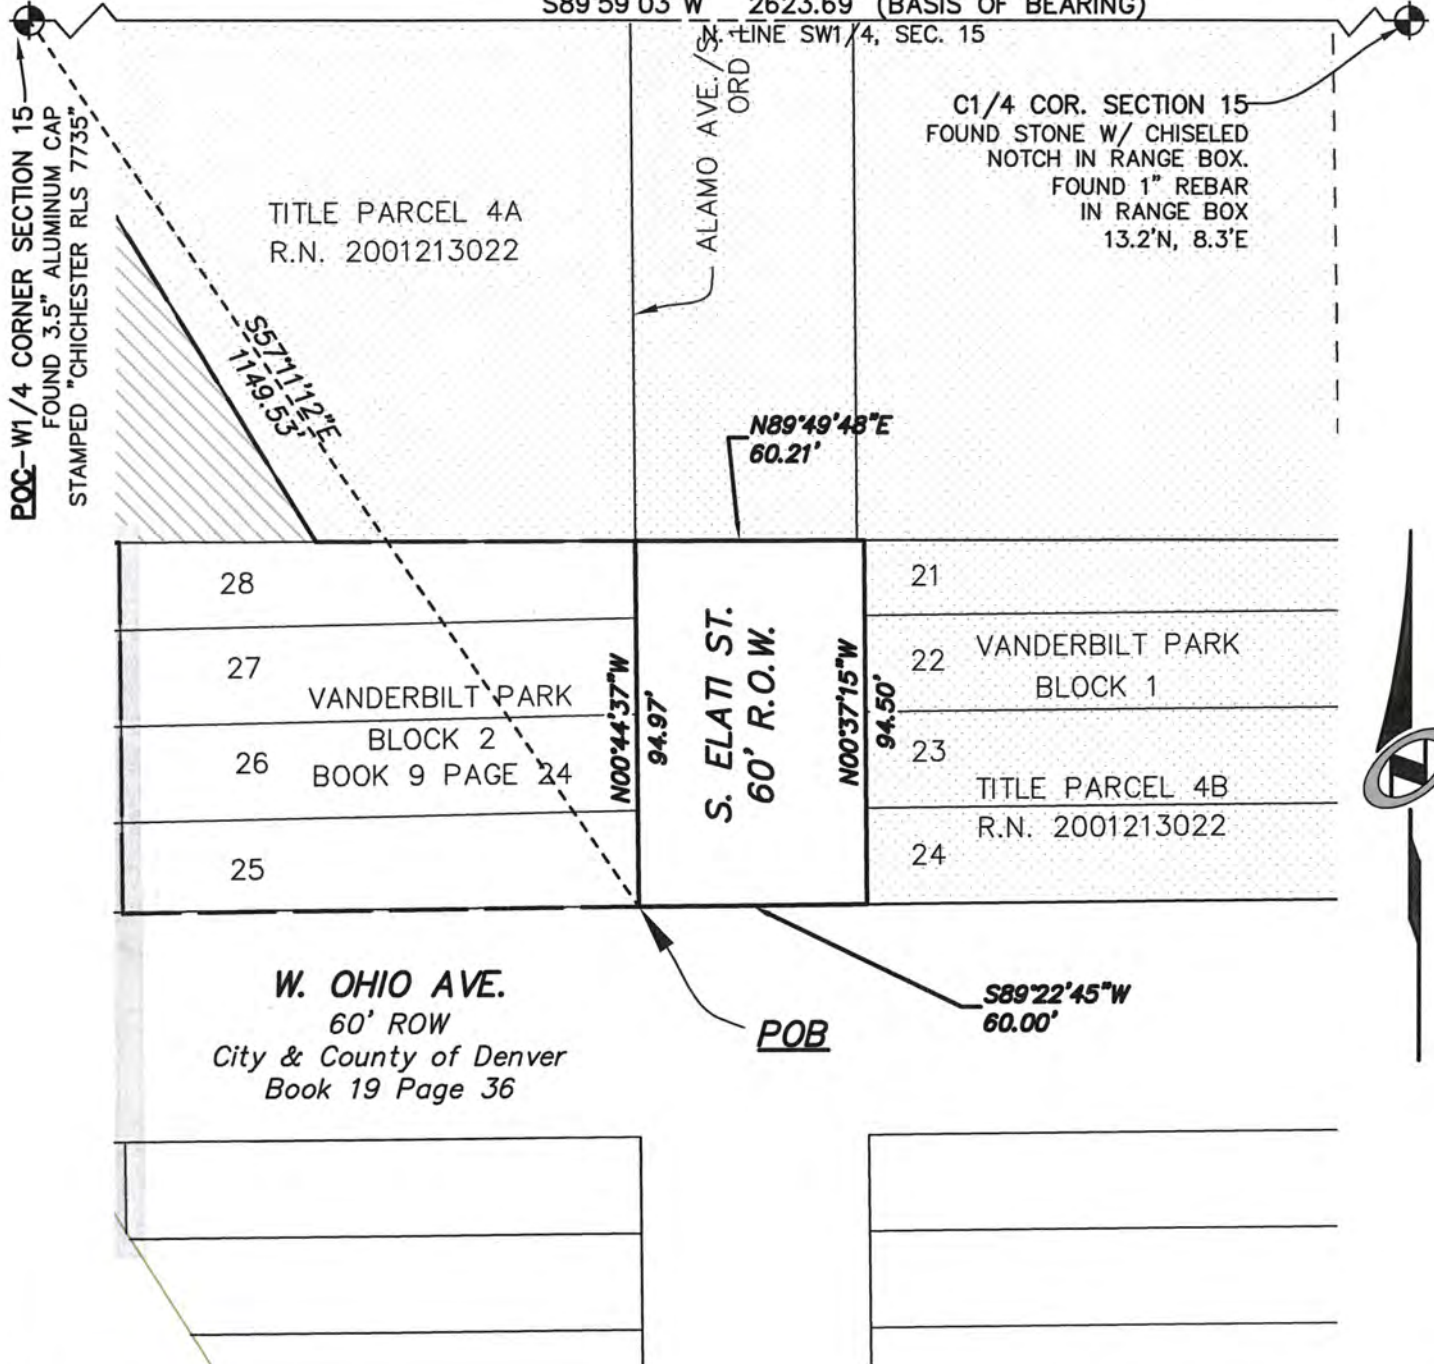 S89°59'03"W 2623.69' (BASIS OF BEARING)
N. LINE SW1/4, SEC. 15
POC-W1/4 CORNER SECTION 15
FOUND 3.5" ALUMINUM CAP
STAMPED "CHICHESTER RLS 7735"
ALAMO AVE./S.
ORD
C1/4 COR. SECTION 15
FOUND STONE W/ CHISELED
NOTCH IN RANGE BOX.
FOUND 1" REBAR
IN RANGE BOX
13.2'N, 8.3'E
TITLE PARCEL 4A
R.N. 2001213022
S57°11'12"E
1149.53'
N89°49'48"E
60.21'
28
27
VANDERBILT PARK
BLOCK 2
26
BOOK 9 PAGE 24
25
N00°44'37"W
94.97'
S. ELATI ST.
60' R.O.W.
N00°37'15"W
94.50'
21
22
VANDERBILT PARK
BLOCK 1
23
TITLE PARCEL 4B
R.N. 2001213022
24
W. OHIO AVE.
60' ROW
City & County of Denver
Book 19 Page 36
POB
S89°22'45"W
60.00'
N